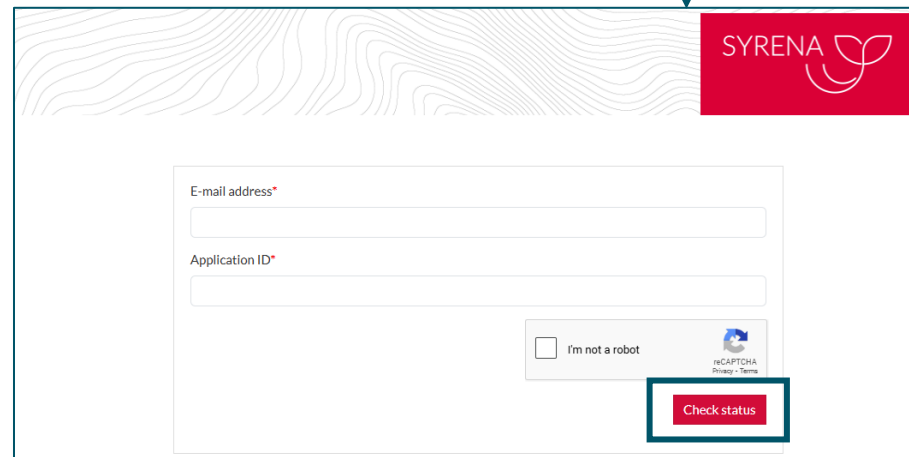 SYRENA
E-mail address*
Application ID*
I'm not a robot
reCAPTCHA
Privacy - Terms
Check status